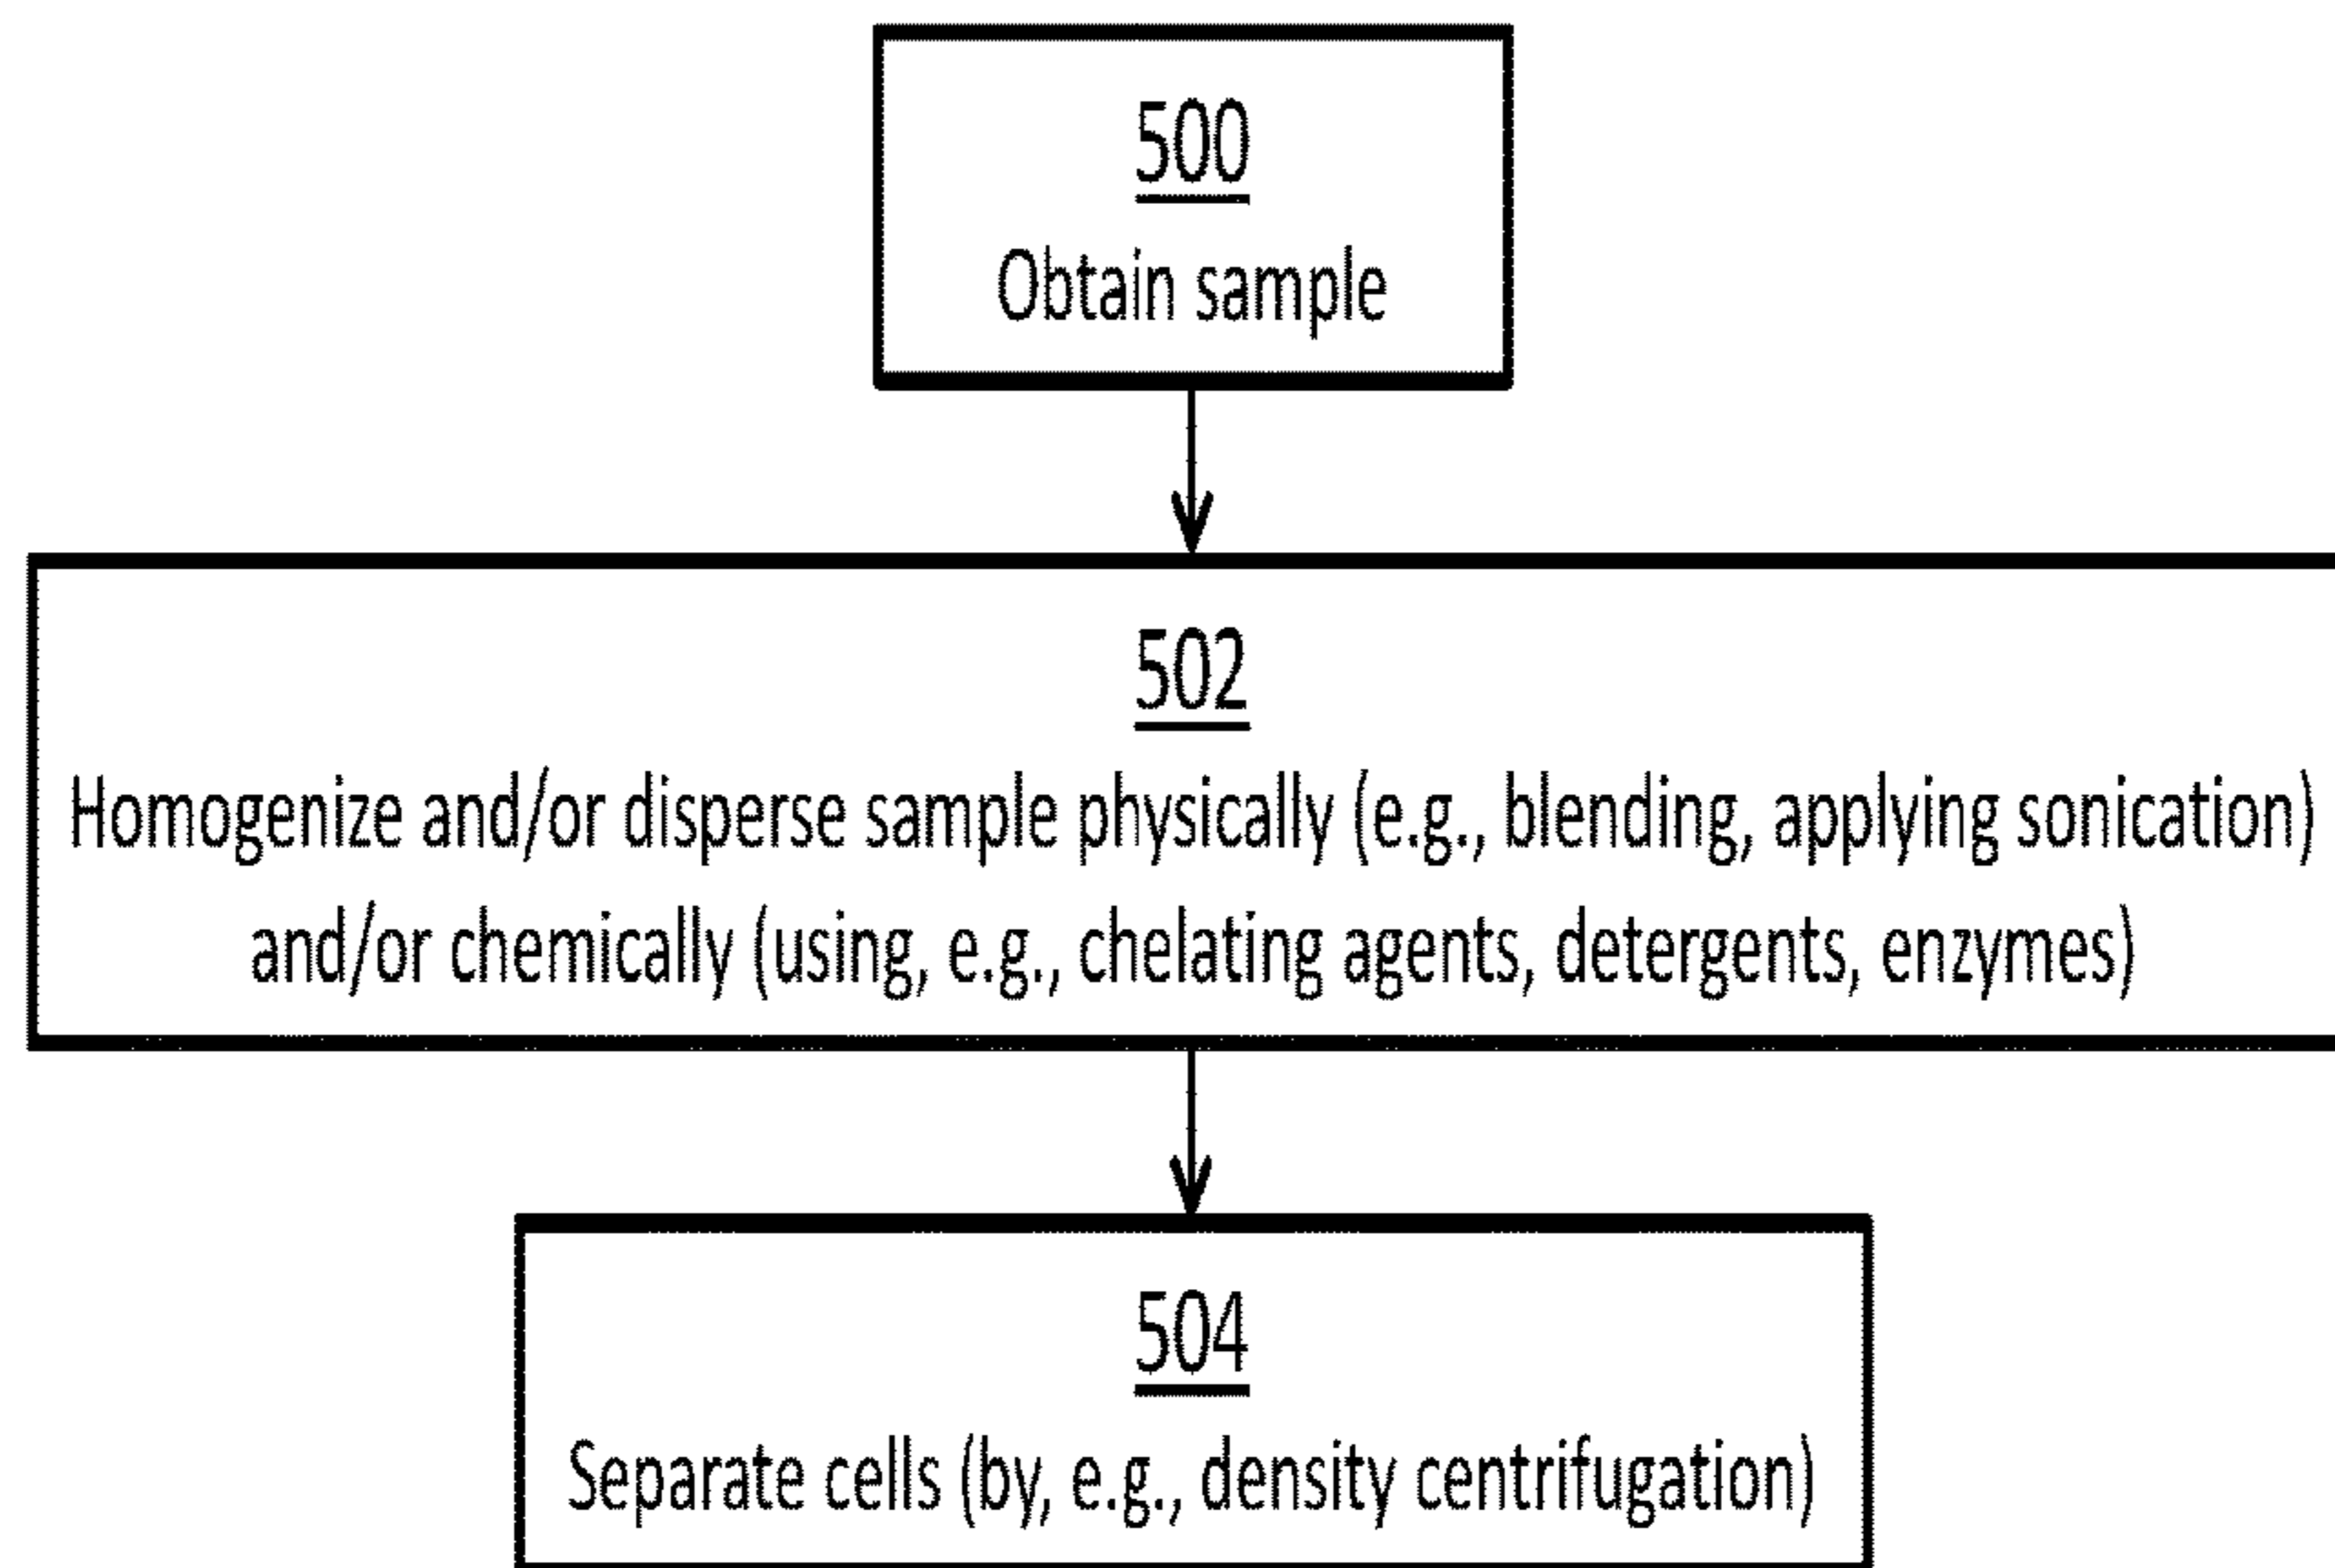 500
Obtain sample
502
Homogenize and/or disperse sample physically (e.g., blending, applying sonication)
and/or chemically (using, e.g., chelating agents, detergents, enzymes)
504
Separate cells (by, e.g., density centrifugation)